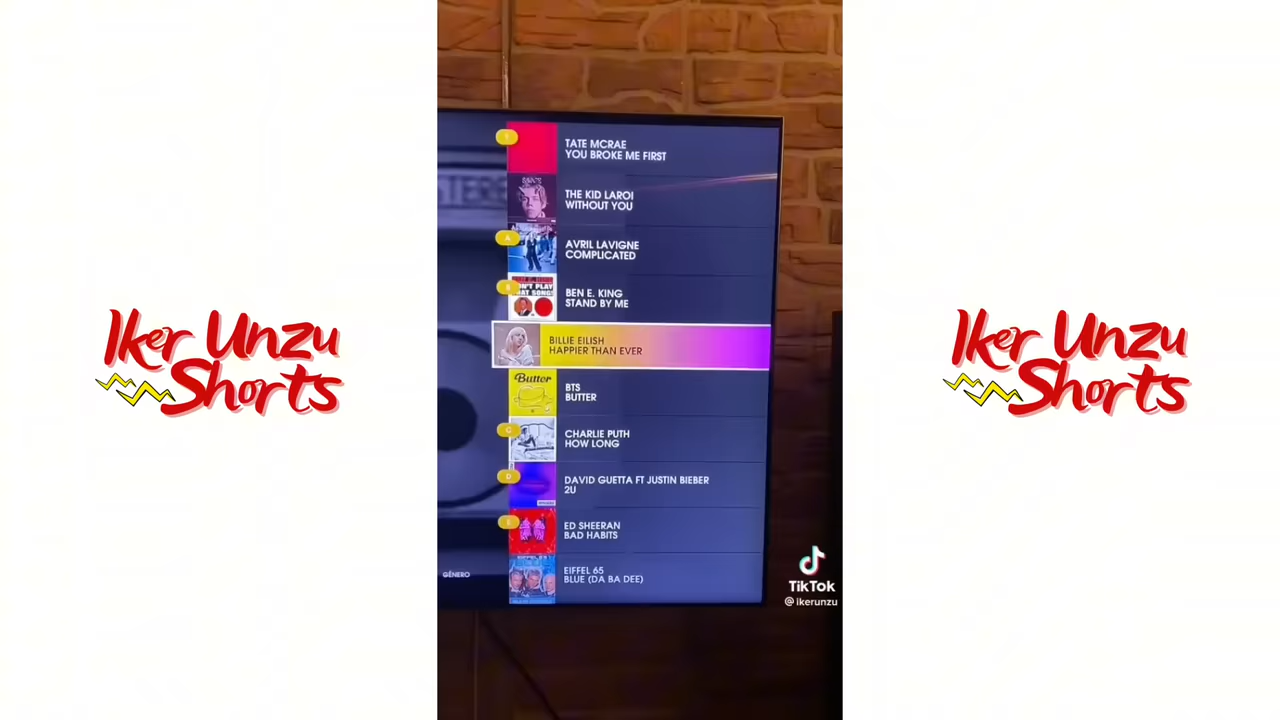 Iker Unzu
Shorts
TATE MCRAE
YOU BROKE ME FIRST
THE KID LAROI
WITHOUT YOU
A
AVRIL LAVIGNE
COMPLICATED
BEN E. KING
STAND BY ME
BILLIE EILISH
HAPPIER THAN EVER
Butter
BTS
BUTTER
C
CHARLIE PUTH
HOW LONG
D
DAVID GUETTA FT JUSTIN BIEBER
2U
ED SHEERAN
BAD HABITS
EIFFEL 65
BLUE (DA BA DEE)
GÉNERO
TikTok
@ikerunzu
Iker Unzu
Shorts